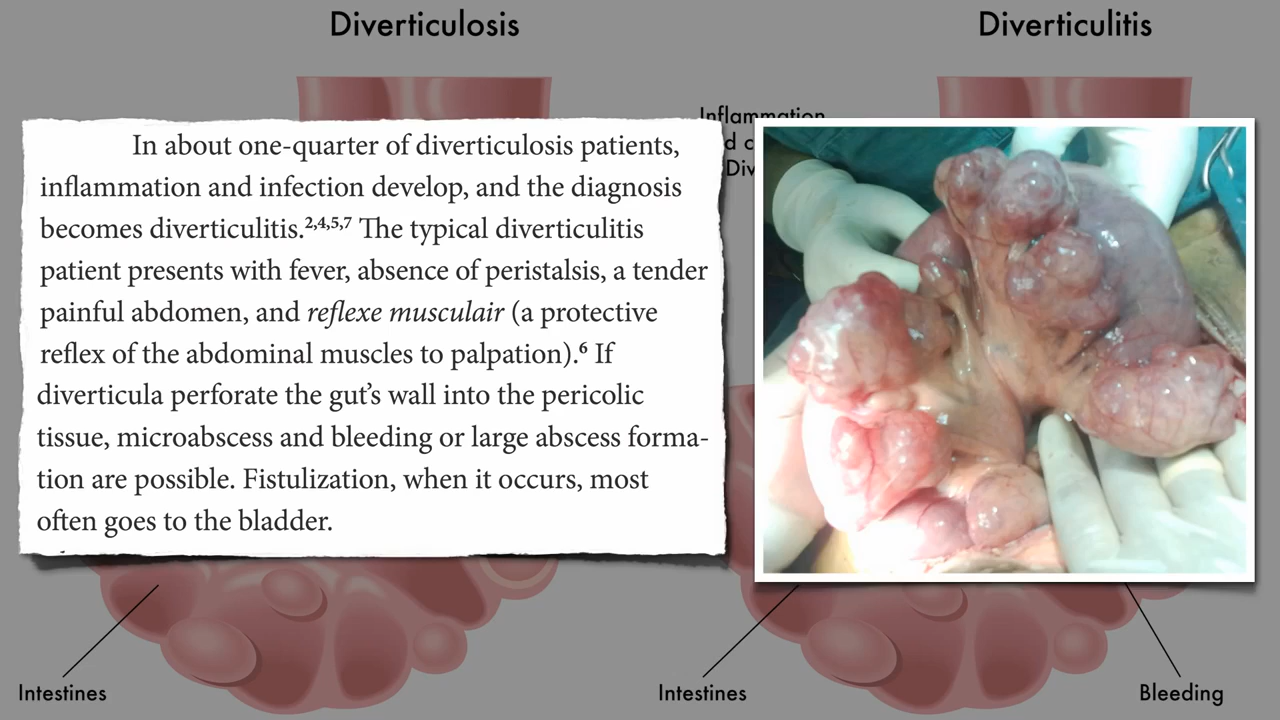 Diverticulosis
Diverticulitis
Inflammation
In about one-quarter of diverticulosis patients,
inflammation and infection develop, and the diagnosis
becomes diverticulitis.2,4,5,7 The typical diverticulitis
patient presents with fever, absence of peristalsis, a tender
painful abdomen, and reflexe musculair (a protective
reflex of the abdominal muscles to palpation).6 If
diverticula perforate the gut’s wall into the pericolic
tissue, microabscess and bleeding or large abscess forma-
tion are possible. Fistulization, when it occurs, most
often goes to the bladder.
Intestines
Intestines
Bleeding